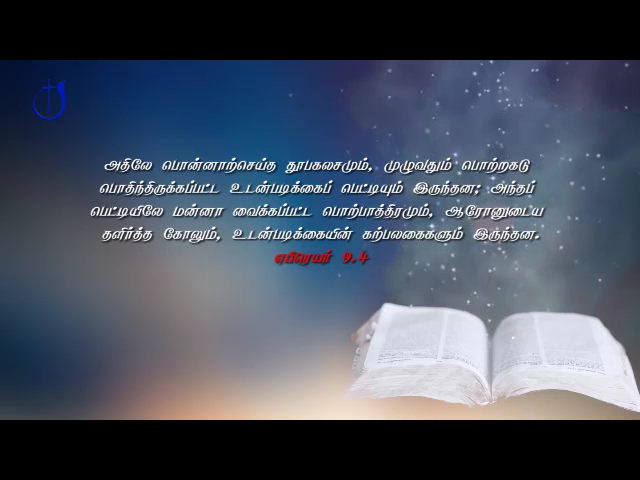 அதிலே பொன்னாற்செய்த தூபகலசமும், முழுவதும் பொற்றகடு
பொதிந்திருக்கப்பட்ட உடன்படிக்கைப் பெட்டியும் இருந்தன; அந்தப்
பெட்டியிலே மன்னா வைக்கப்பட்ட பொற்பாத்திரமும், ஆரோனுடைய
தளிர்த்த கோலும், உடன்படிக்கையின் கற்பலகைகளும் இருந்தன.
எபிரெயர் 9.4